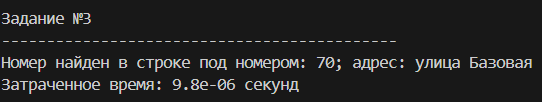 Задание №3
--------------------------------------------
Номер найден в строке под номером: 70; адрес: улица Базовая
Затраченное время: 9.8e-06 секунд